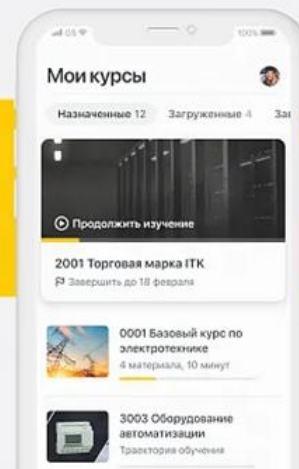 100%
Мои курсы
Назначенные 12 Загруженные 4
Продолжить изучение
2001 Торговая марка ITK
Завершить до 18 февраля
0001 Базовый курс по
электротехнике
4 материала, 10 минут
3003 Оборудование
автоматизации
Траектория обучения